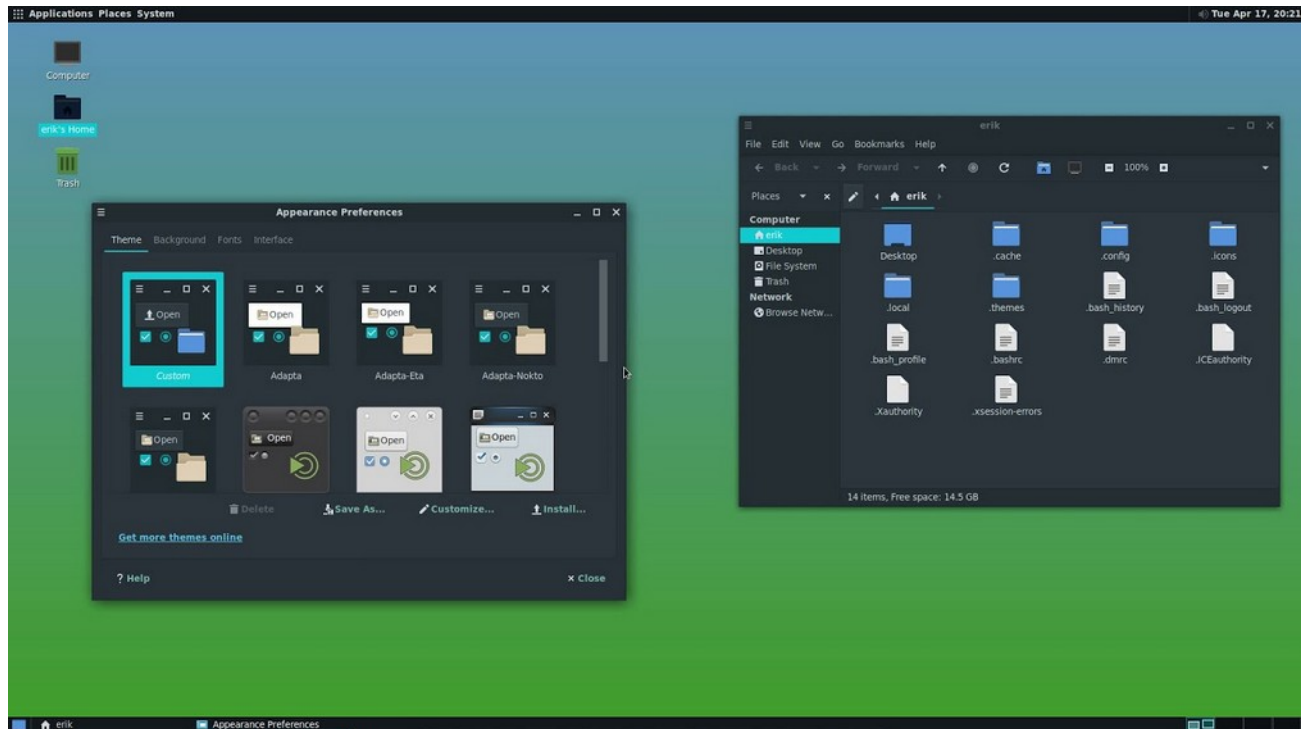 Applications Places System
Tue Apr 17, 20:21
Computer
erik's Home
Trash
Appearance Preferences
Theme Background Fonts Interface
Open Open Open Open
Custom Adapta Adapta-Eta Adapta-Nokto
Open Open Open Open
Delete Save As... Customize... Install...
Get more themes online
? Help
Close
erik
File Edit View Go Bookmarks Help
Back Forward 100%
Places erik
Computer
erik
Desktop
File System
Trash
Network
Browse Netw...
Desktop .cache .config .icons
.local .themes .bash_history .bash_logout
.bash_profile .bashrc .dmrc .ICEauthority
.Xauthority .xsession-errors
14 items, Free space: 14.5 GB
erik Appearance Preferences